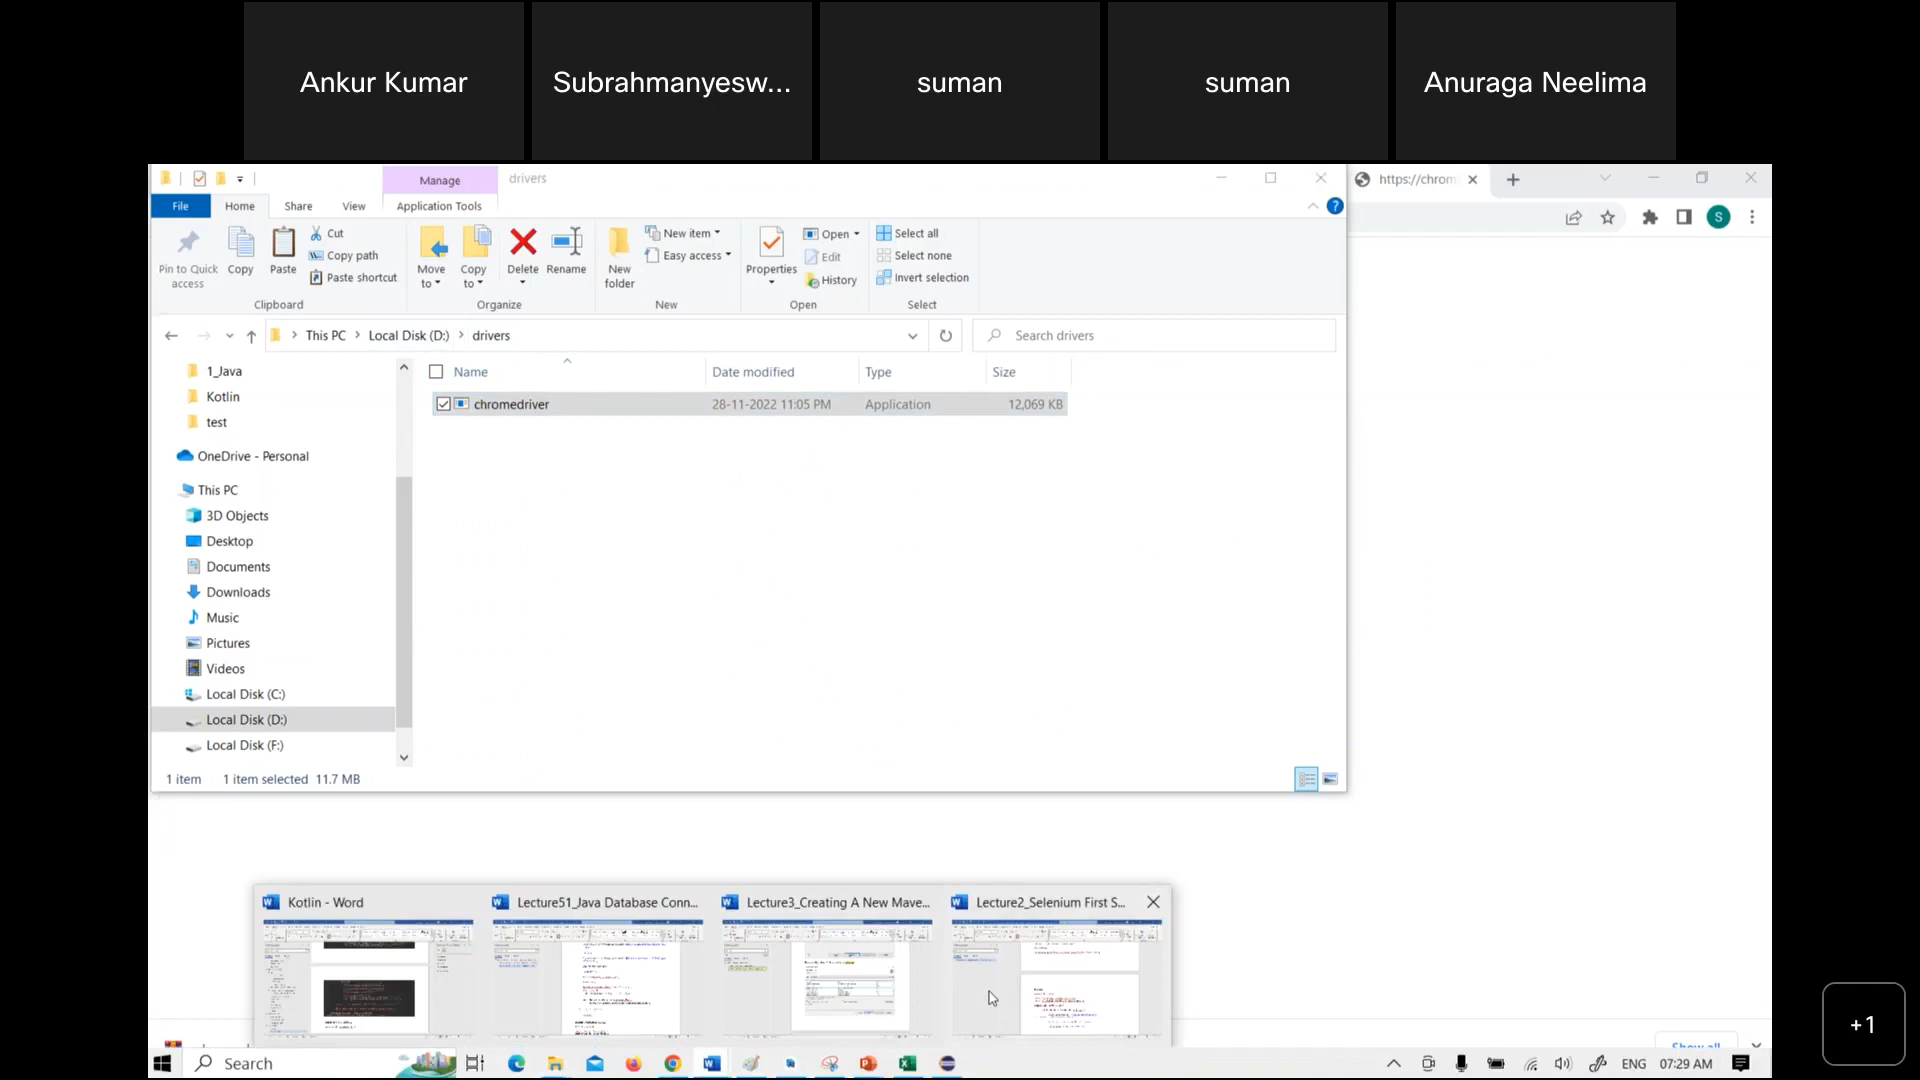 Ankur Kumar
Subrahmanyesw...
suman
suman
Anuraga Neelima
Manage
drivers
https://chrom
File
Home
Share
View
Application Tools
S
Pin to Quick access
Copy
Paste
Cut
Copy path
Paste shortcut
Move to
Copy to
Delete
Rename
New folder
New item
Easy access
Properties
Open
Edit
History
Select all
Select none
Invert selection
Clipboard
Organize
New
Open
Select
This PC
Local Disk (D:)
drivers
Search drivers
Name
Date modified
Type
Size
chromedriver
28-11-2022 11:05 PM
Application
12,069 KB
1_Java
Kotlin
test
OneDrive - Personal
This PC
3D Objects
Desktop
Documents
Downloads
Music
Pictures
Videos
Local Disk (C:)
Local Disk (D:)
Local Disk (F:)
1 item
1 item selected 11.7 MB
Kotlin - Word
Lecture51_Java Database Conn...
Lecture3_Creating A New Mave...
Lecture2_Selenium First S...
+1
Show all
Search
ENG
07:29 AM